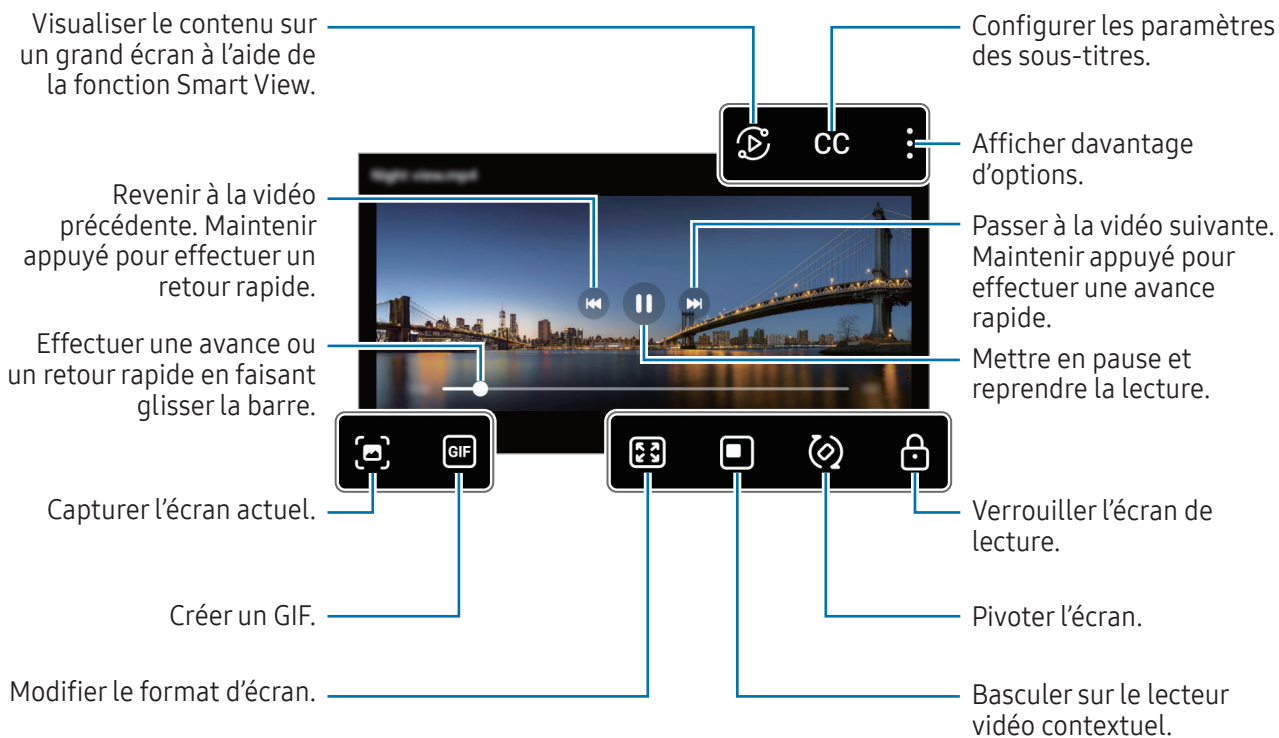 Visualiser le contenu sur
un grand écran à l’aide de
la fonction Smart View.
Configurer les paramètres
des sous-titres.
CC
Afficher davantage
d’options.
Night view.mp4
Revenir à la vidéo
précédente. Maintenir
appuyé pour effectuer un
retour rapide.
Passer à la vidéo suivante.
Maintenir appuyé pour
effectuer une avance
rapide.
Effectuer une avance ou
un retour rapide en faisant
glisser la barre.
Mettre en pause et
reprendre la lecture.
GIF
Capturer l’écran actuel.
Verrouiller l’écran de
lecture.
Créer un GIF.
Pivoter l’écran.
Modifier le format d’écran.
Basculer sur le lecteur
vidéo contextuel.